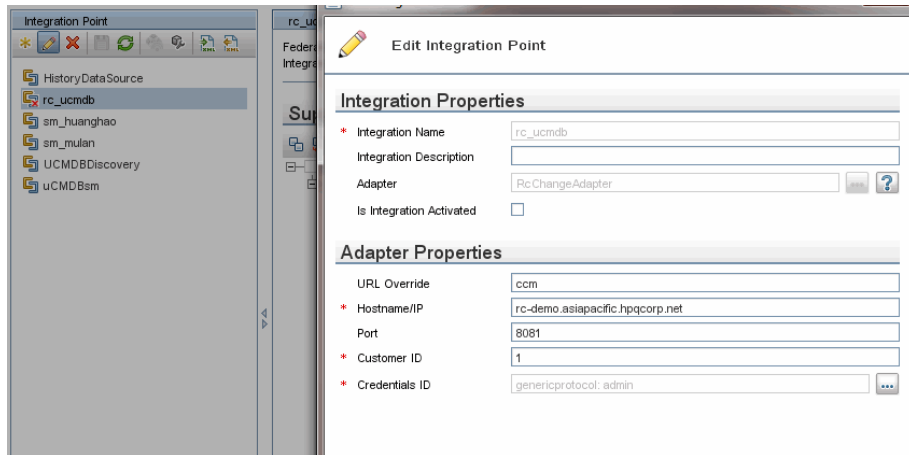 Integration Point
rc_uc
HistoryDataSource
rc_ucmdb
sm_huanghao
sm_mulan
UCMDBDiscovery
uCMDBsm
Federa
Integra
Sup
Edit Integration Point
Integration Properties
* Integration Name rc_ucmdb
Integration Description
Adapter RcChangeAdapter ... ?
Is Integration Activated
Adapter Properties
URL Override ccm
* Hostname/IP rc-demo.asiapacific.hpqcorp.net
Port 8081
* Customer ID 1
* Credentials ID genericprotocol: admin ...